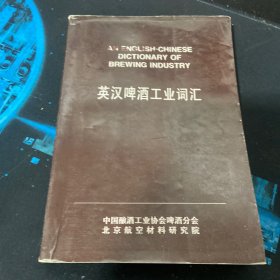 AN ENGLISH-CHINESE
DICTIONARY OF
BREWING INDUSTRY
英汉啤酒工业词汇
中国酿酒工业协会啤酒分会
北京航空材料研究院